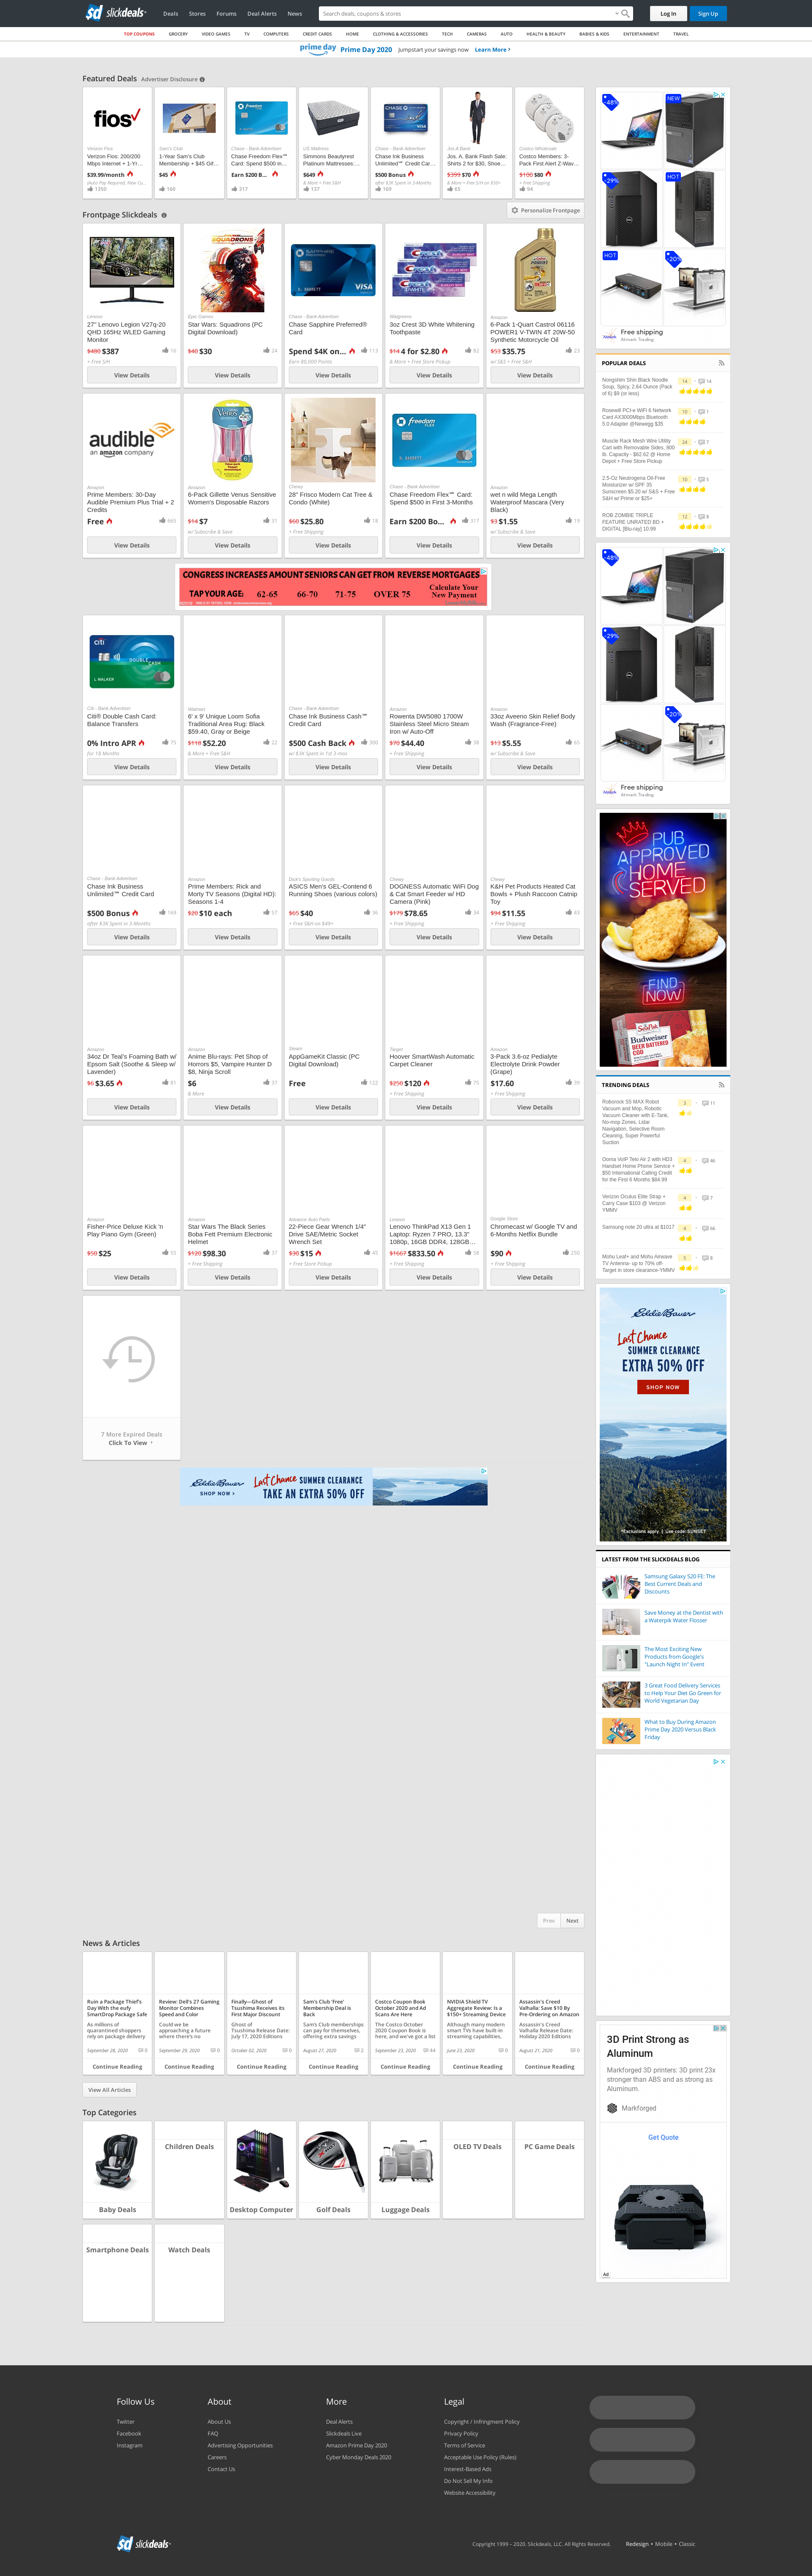 slickdeals
Deals Stores Forums Deal Alerts News
Search deals, coupons & stores
Log In Sign Up
TOP COUPONS GROCERY VIDEO GAMES TV COMPUTERS CREDIT CARDS HOME CLOTHING & ACCESSORIES TECH CAMERAS AUTO HEALTH & BEAUTY BABIES & KIDS ENTERTAINMENT TRAVEL
prime day Prime Day 2020 Jumpstart your savings now Learn More ›
Featured Deals Advertiser Disclosure
fios✓
Verizon Fios
Verizon Fios: 200/200
Mbps Internet + 1-Yr...
$39.99/month
1350
Sam's Club
1-Year Sam's Club
Membership + $45 Gif...
$45
160
Chase - Bank Advertiser
Chase Freedom Flex℠
Card: Spend $500 in...
Earn $200 B...
317
US Mattress
Simmons Beautyrest
Platinum Mattresses:...
$649
& More + Free S&H
137
Chase - Bank Advertiser
Chase Ink Business
Unlimited℠ Credit Car...
$500 Bonus
after $3K Spent in 3-Months
169
Jos A Bank
Jos. A. Bank Flash Sale:
Shirts 2 for $30, Shoe...
$399 $70
& More + Free S/H on $50+
65
Costco Wholesale
Costco Members: 3-
Pack First Alert Z-Wav...
$100 $80
+ Free Shipping
94
Frontpage Slickdeals
Personalize Frontpage
Lenovo
27" Lenovo Legion V27q-20
QHD 165Hz WLED Gaming
Monitor
$480 $387
+ Free S/H
View Details
Epic Games
Star Wars: Squadrons (PC
Digital Download)
$40 $30 24
View Details
Chase - Bank Advertiser
Chase Sapphire Preferred®
Card
Spend $4K on... 113
Earn 80,000 Points
View Details
Walgreens
3oz Crest 3D White Whitening
Toothpaste
$14 4 for $2.80 82
& More + Free Store Pickup
View Details
Amazon
6-Pack 1-Quart Castrol 06116
POWER1 V-TWIN 4T 20W-50
Synthetic Motorcycle Oil
$53 $35.75 23
w/ S&S + Free S&H
View Details
audible
an amazon company
Amazon
Prime Members: 30-Day
Audible Premium Plus Trial + 2
Credits
Free 665
View Details
Amazon
6-Pack Gillette Venus Sensitive
Women's Disposable Razors
$14 $7 31
w/ Subscribe & Save
View Details
Chewy
28" Frisco Modern Cat Tree &
Condo (White)
$60 $25.80 18
+ Free Shipping
View Details
Chase - Bank Advertiser
Chase Freedom Flex℠ Card:
Spend $500 in First 3-Months
Earn $200 Bo... 317
View Details
Amazon
wet n wild Mega Length
Waterproof Mascara (Very
Black)
$3 $1.55 19
w/ Subscribe & Save
View Details
CONGRESS INCREASES AMOUNT SENIORS CAN GET FROM REVERSE MORTGAGES
TAP YOUR AGE: 62-65 66-70 71-75 OVER 75 Calculate Your
New Payment
Citi - Bank Advertiser
Citi® Double Cash Card:
Balance Transfers
0% Intro APR 75
for 18 Months
View Details
Walmart
6' x 9' Unique Loom Sofia
Traditional Area Rug: Black
$59.40, Gray or Beige
$118 $52.20 22
& More + Free S&H
View Details
Chase - Bank Advertiser
Chase Ink Business Cash℠
Credit Card
$500 Cash Back 300
w/ $3K Spent in 1st 3-mos
View Details
Amazon
Rowenta DW5080 1700W
Stainless Steel Micro Steam
Iron w/ Auto-Off
$70 $44.40 38
+ Free Shipping
View Details
Amazon
33oz Aveeno Skin Relief Body
Wash (Fragrance-Free)
$13 $5.55 65
w/ Subscribe & Save
View Details
Chase - Bank Advertiser
Chase Ink Business
Unlimited℠ Credit Card
$500 Bonus 169
after $3K Spent in 3 Months
View Details
Amazon
Prime Members: Rick and
Morty TV Seasons (Digital HD):
Seasons 1-4
$20 $10 each 57
View Details
Dick's Sporting Goods
ASICS Men's GEL-Contend 6
Running Shoes (various colors)
$65 $40 36
+ Free S&H on $49+
View Details
Chewy
DOGNESS Automatic WiFi Dog
& Cat Smart Feeder w/ HD
Camera (Pink)
$179 $78.65 34
+ Free Shipping
View Details
Chewy
K&H Pet Products Heated Cat
Bowls + Plush Raccoon Catnip
Toy
$94 $11.55 43
+ Free Shipping
View Details
Amazon
34oz Dr Teal's Foaming Bath w/
Epsom Salt (Soothe & Sleep w/
Lavender)
$6 $3.65 81
View Details
Amazon
Anime Blu-rays: Pet Shop of
Horrors $5, Vampire Hunter D
$8, Ninja Scroll
$6 37
& More
View Details
Steam
AppGameKit Classic (PC
Digital Download)
Free 122
View Details
Target
Hoover SmartWash Automatic
Carpet Cleaner
$250 $120 75
+ Free Shipping
View Details
Amazon
3-Pack 3.6-oz Pedialyte
Electrolyte Drink Powder
(Grape)
$17.60 39
View Details
Amazon
Fisher-Price Deluxe Kick 'n
Play Piano Gym (Green)
$50 $25 55
View Details
Amazon
Star Wars The Black Series
Boba Fett Premium Electronic
Helmet
$120 $98.30 37
+ Free Shipping
View Details
Advance Auto Parts
22-Piece Gear Wrench 1/4"
Drive SAE/Metric Socket
Wrench Set
$30 $15 45
+ Free Store Pickup
View Details
Lenovo
Lenovo ThinkPad X13 Gen 1
Laptop: Ryzen 7 PRO, 13.3"
1080p, 16GB DDR4, 128GB...
$1667 $833.50
+ Free Shipping
View Details
Google Store
Chromecast w/ Google TV and
6-Months Netflix Bundle
$90 250
+ Free Shipping
View Details
7 More Expired Deals
Click To View ›
Eddie Bauer
SHOP NOW ›
Last Chance SUMMER CLEARANCE
TAKE AN EXTRA 50% OFF
Prev Next
News & Articles
Ruin a Package Thief's
Day With the eufy
SmartDrop Package Safe
As millions of
quarantined shoppers
rely on package delivery
September 28, 2020 0
Continue Reading
Review: Dell's 27 Gaming
Monitor Combines
Speed and Color
Could we be
approaching a future
where there's no
September 29, 2020 0
Continue Reading
Finally—Ghost of
Tsushima Receives Its
First Major Discount
Ghost of
Tsushima Release Date:
July 17, 2020 Editions
October 02, 2020 0
Continue Reading
Sam's Club 'Free'
Membership Deal is
Back
Sam's Club memberships
can pay for themselves,
offering extra savings
August 27, 2020 2
Continue Reading
Costco Coupon Book
October 2020 and Ad
Scans Are Here
The Costco October
2020 Coupon Book is
here, and we've got a list
September 23, 2020 44
Continue Reading
NVIDIA Shield TV
Aggregate Review: Is a
$150+ Streaming Device
Although many modern
smart TVs have built-in
streaming capabilities,
June 23, 2020 0
Continue Reading
Assassin's Creed
Valhalla: Save $10 By
Pre-Ordering on Amazon
Assassin's Creed
Valhalla Release Date:
Holiday 2020 Editions
August 21, 2020 0
Continue Reading
View All Articles
Top Categories
Baby Deals
Children Deals
Desktop Computer
Golf Deals
Luggage Deals
OLED TV Deals
PC Game Deals
Smartphone Deals
Watch Deals
-48% NEW
-29% HOT
HOT -20%
Free shipping
Atmark Trading
POPULAR DEALS
Nongshim Shin Black Noodle
Soup, Spicy, 2.64 Ounce (Pack
of 6) $9 (or less)
14 14
Rosewill PCI-e WiFi 6 Network
Card AX3000Mbps Bluetooth
5.0 Adapter @Newegg $35
10 1
Muscle Rack Mesh Wire Utility
Cart with Removable Sides, 800
lb. Capacity - $62.62 @ Home
Depot + Free Store Pickup
24 7
2.5-Oz Neutrogena Oil-Free
Moisturizer w/ SPF 35
Sunscreen $5.20 w/ S&S + Free
S&H w/ Prime or $25+
10 5
ROB ZOMBIE TRIPLE
FEATURE UNRATED BD +
DIGITAL [Blu-ray] 10.99
12 8
-48%
-29%
-20%
Free shipping
Atmark Trading
PUB
APPROVED
HOME
SERVED
FIND
NOW
SeaPak
Budweiser
BEER BATTERED
COD
TRENDING DEALS
Roborock S5 MAX Robot
Vacuum and Mop, Robotic
Vacuum Cleaner with E-Tank,
No-mop Zones, Lidar
Navigation, Selective Room
Cleaning, Super Powerful
Suction
3 11
Ooma VoIP Telo Air 2 with HD3
Handset Home Phone Service +
$50 International Calling Credit
for the First 6 Months $84.99
4 46
Verizon Oculus Elite Strap +
Carry Case $103 @ Verizon
YMMV
4 7
Samsung note 20 ultra at $1017
4 66
Mohu Leaf+ and Mohu Airwave
TV Antenna- up to 70% off-
Target in store clearance-YMMV
5 8
Eddie Bauer
Last Chance
SUMMER CLEARANCE
EXTRA 50% OFF
SHOP NOW
*Exclusions apply | Use code: SUNSET
LATEST FROM THE SLICKDEALS BLOG
Samsung Galaxy S20 FE: The
Best Current Deals and
Discounts
Save Money at the Dentist with
a Waterpik Water Flosser
The Most Exciting New
Products from Google's
"Launch Night In" Event
3 Great Food Delivery Services
to Help Your Diet Go Green for
World Vegetarian Day
What to Buy During Amazon
Prime Day 2020 Versus Black
Friday
3D Print Strong as
Aluminum
Markforged 3D printers: 3D print 23x
stronger than ABS and as strong as
Aluminum.
Markforged
Get Quote
Ad
Follow Us
Twitter
Facebook
Instagram
About
About Us
FAQ
Advertising Opportunities
Careers
Contact Us
More
Deal Alerts
Slickdeals Live
Amazon Prime Day 2020
Cyber Monday Deals 2020
Legal
Copyright / Infringment Policy
Privacy Policy
Terms of Service
Acceptable Use Policy (Rules)
Interest-Based Ads
Do Not Sell My Info
Website Accessibility
slickdeals
Copyright 1999 - 2020. Slickdeals, LLC. All Rights Reserved. Redesign • Mobile • Classic